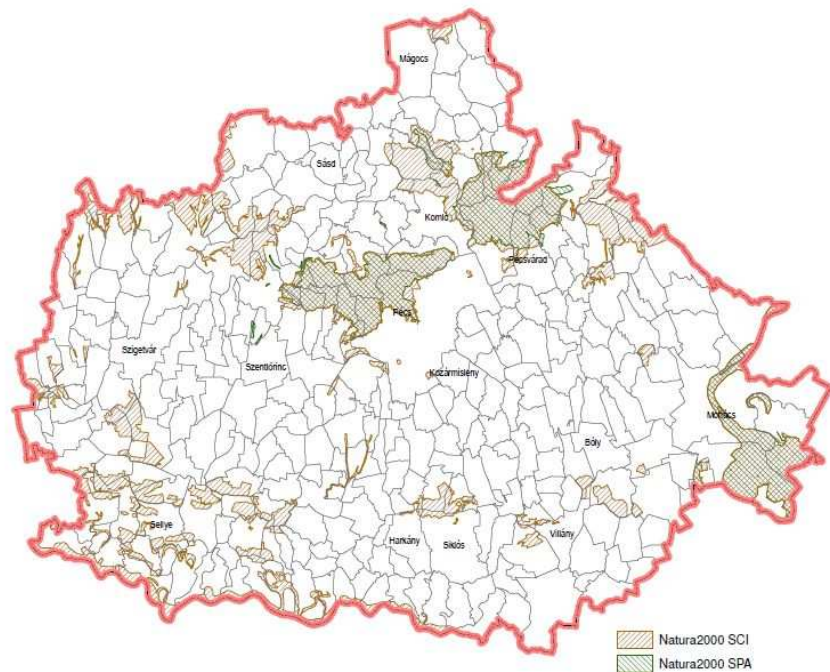 Mágocs
Sásd
Komló
Pécsvárad
Pécs
Szigetvár
Szentlőrinc
Kozármisleny
Mohács
Bóly
Sellye
Harkány
Siklós
Villány
Natura2000 SCI
Natura2000 SPA